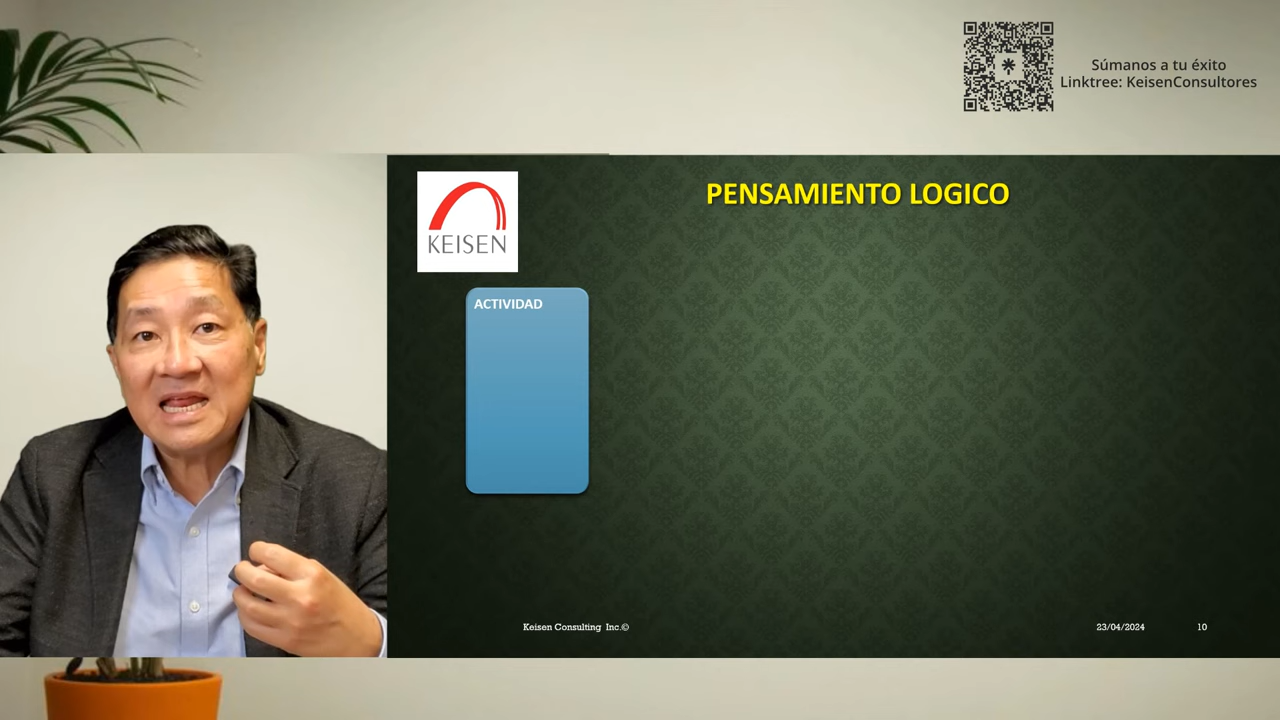 Súmanos a tu éxito
Linktree: KeisenConsultores
KEISEN
PENSAMIENTO LOGICO
ACTIVIDAD
Keisen Consulting Inc.©
23/04/2024
10